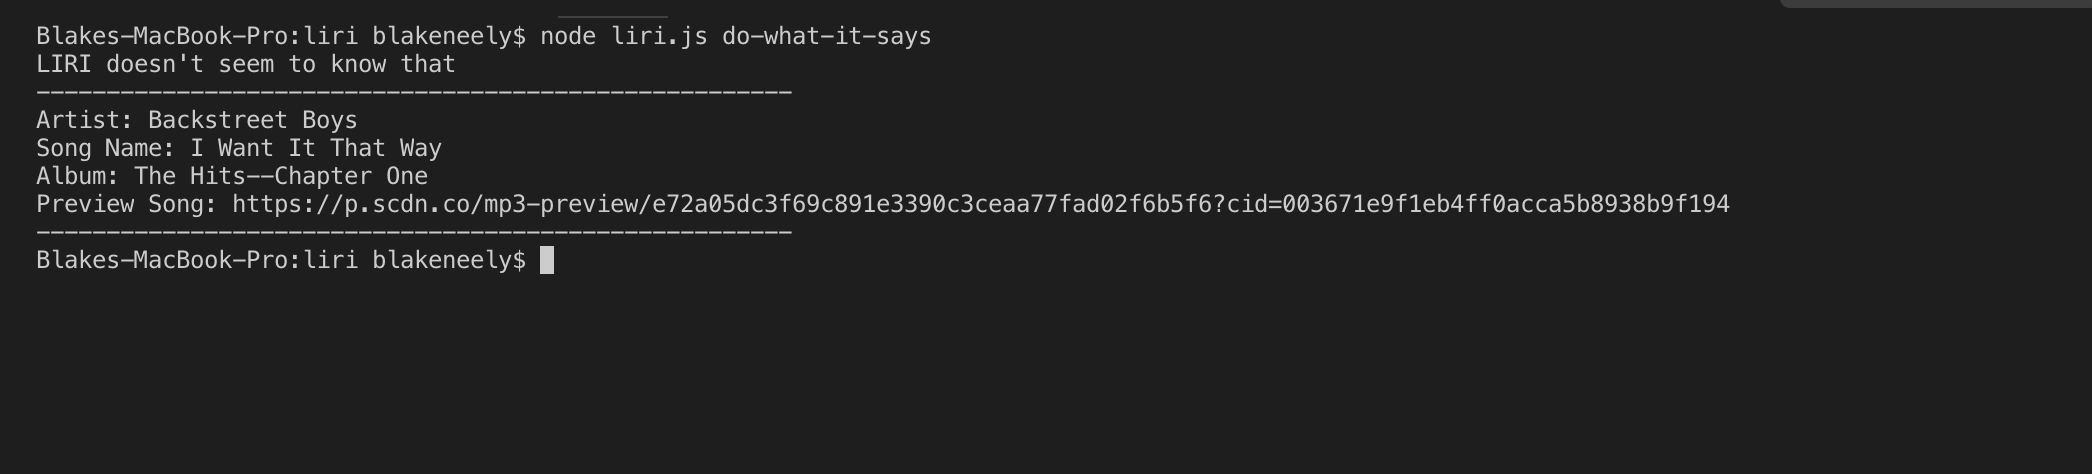 Blakes-MacBook-Pro:liri blakeneely$ node liri.js do-what-it-says
LIRI doesn't seem to know that
------------------------------------------------------
Artist: Backstreet Boys
Song Name: I Want It That Way
Album: The Hits--Chapter One
Preview Song: https://p.scdn.co/mp3-preview/e72a05dc3f69c891e3390c3ceaa77fad02f6b5f6?cid=003671e9f1eb4ff0acca5b8938b9f194
------------------------------------------------------
Blakes-MacBook-Pro:liri blakeneely$